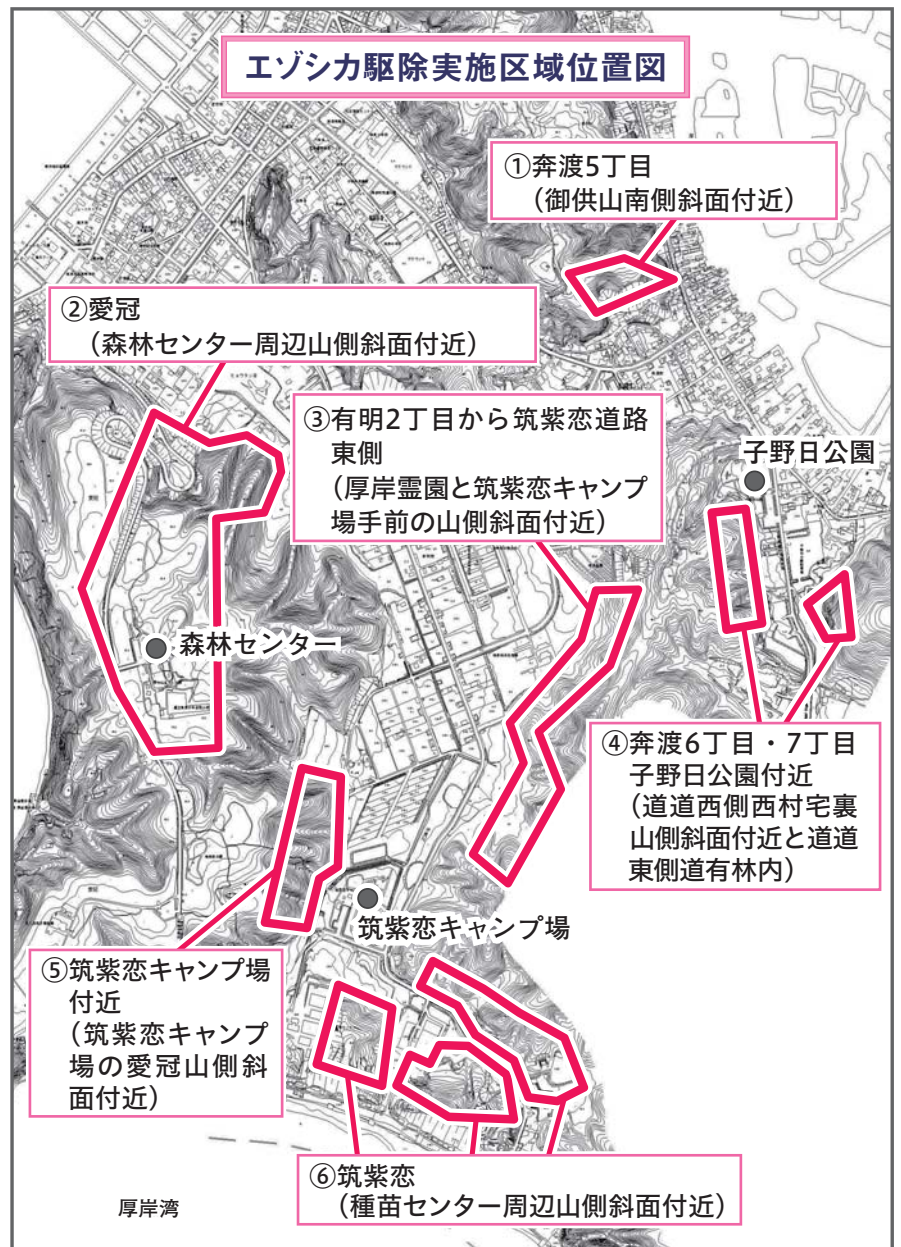 エゾシカ駆除実施区域位置図
①奔渡5丁目
（御供山南側斜面付近）
②愛冠
（森林センター周辺山側斜面付近）
③有明2丁目から筑紫恋道路
東側
（厚岸霊園と筑紫恋キャンプ
場手前の山側斜面付近）
子野日公園
森林センター
④奔渡6丁目・7丁目
子野日公園付近
（道道西側西村宅裏
山側斜面付近と道道
東側道有林内）
筑紫恋キャンプ場
⑤筑紫恋キャンプ場
付近
（筑紫恋キャンプ
場の愛冠山側斜
面付近）
⑥筑紫恋
（種苗センター周辺山側斜面付近）
厚岸湾